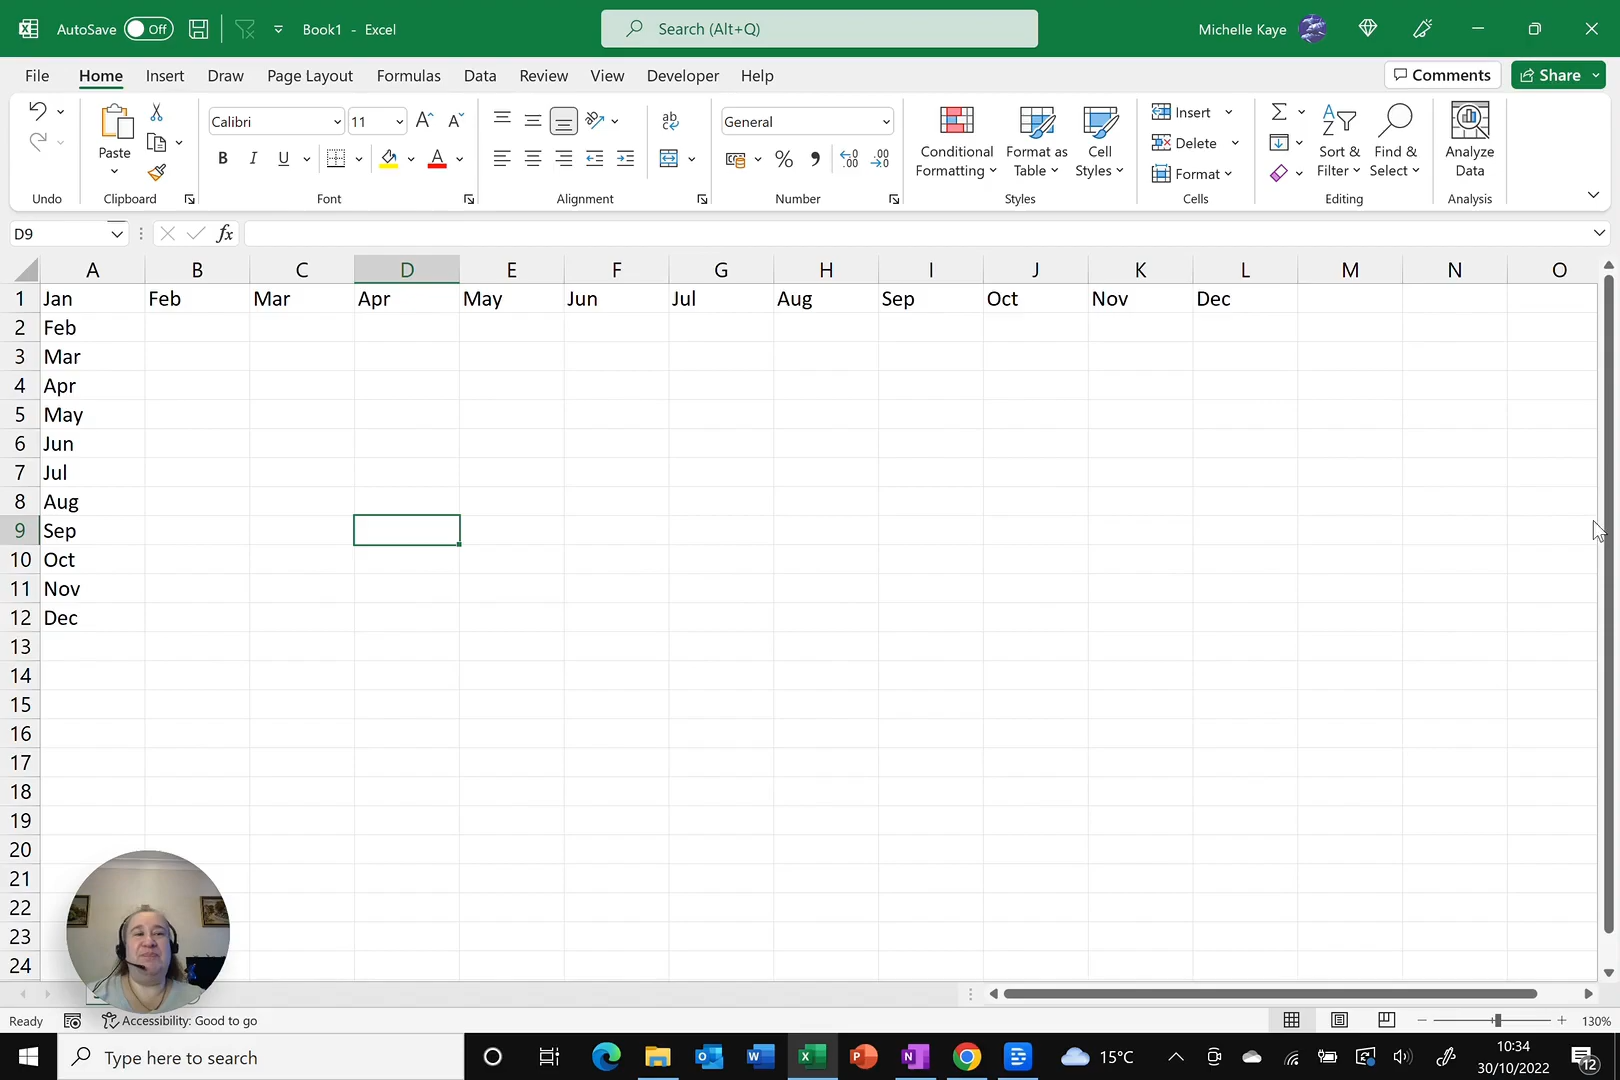 AutoSave Off Book1 - Excel Search (Alt+Q) Michelle Kaye
File Home Insert Draw Page Layout Formulas Data Review View Developer Help Comments Share
Calibri 11 General Insert
Paste Conditional Formatting Format as Table Cell Styles Delete Sort & Filter Find & Select Analyze Data
B I U Format
Undo Clipboard Font Alignment Number Styles Cells Editing Analysis
D9 fx
A B C D E F G H I J K L M N O
1 Jan Feb Mar Apr May Jun Jul Aug Sep Oct Nov Dec
2 Feb
3 Mar
4 Apr
5 May
6 Jun
7 Jul
8 Aug
9 Sep
10 Oct
11 Nov
12 Dec
13
14
15
16
17
18
19
20
21
22
23
24
Ready Accessibility: Good to go 130%
Type here to search 15°C 10:34
30/10/2022 12